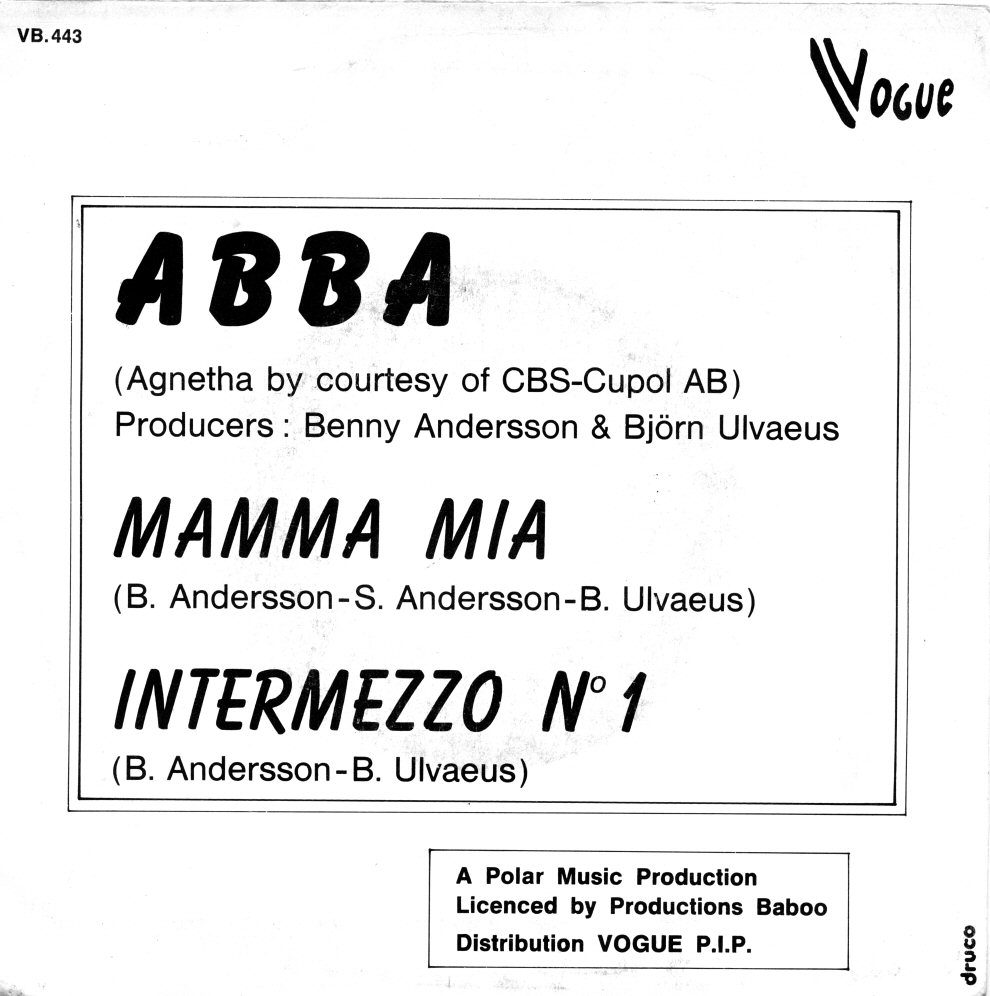 VB.443
VOGUE
ABBA
(Agnetha by courtesy of CBS-Cupol AB)
Producers : Benny Andersson & Björn Ulvaeus
MAMMA MIA
(B. Andersson-S. Andersson-B. Ulvaeus)
INTERMEZZO Nº 1
(B. Andersson-B. Ulvaeus)
A Polar Music Production
Licenced by Productions Baboo
Distribution VOGUE P.I.P.
druco